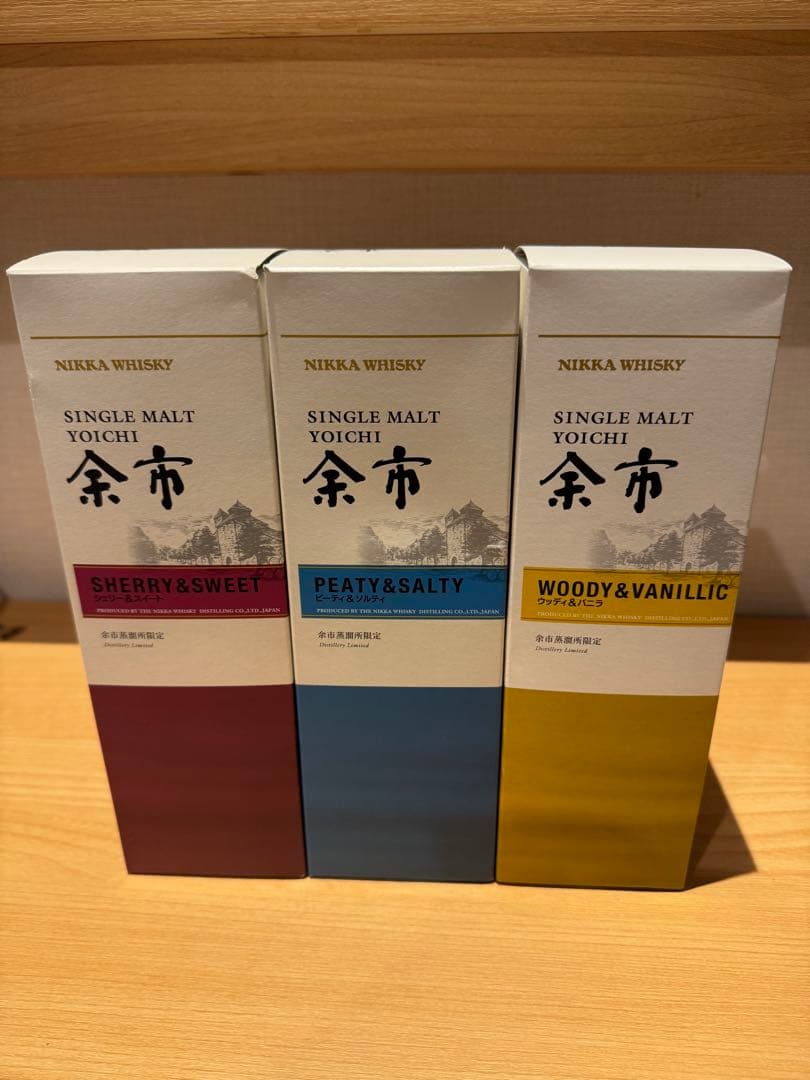 NIKKA WHISKY
SINGLE MALT
YOICHI
余市
SHERRY&SWEET
シェリー&スイート
PRODUCED BY THE NIKKA WHISKY DISTILLING CO.,LTD.,JAPAN
余市蒸溜所限定
Distillery Limited
NIKKA WHISKY
SINGLE MALT
YOICHI
余市
PEATY&SALTY
ピーティ&ソルティ
PRODUCED BY THE NIKKA WHISKY DISTILLING CO.,LTD.,JAPAN
余市蒸溜所限定
Distillery Limited
NIKKA WHISKY
SINGLE MALT
YOICHI
余市
WOODY&VANILLIC
ウッディ&バニラ
PRODUCED BY THE NIKKA WHISKY DISTILLING CO.,LTD.,JAPAN
余市蒸溜所限定
Distillery Limited